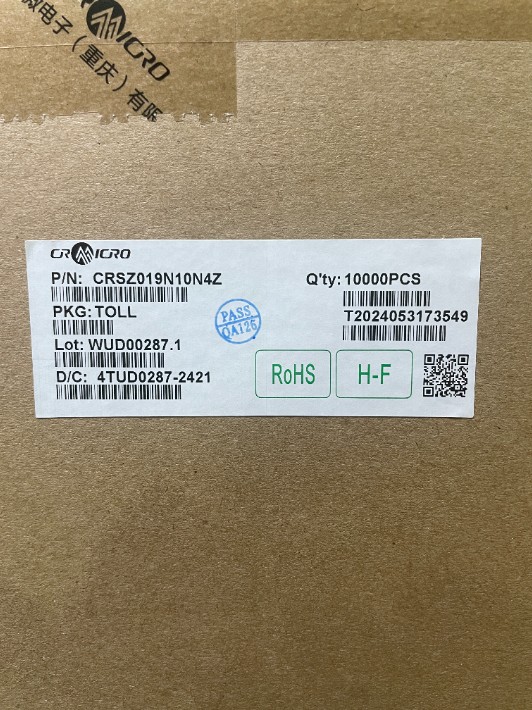 CRMICRO
微电子（重庆）有限
CRMICRO
P/N: CRSZ019N10N4Z
Q'ty: 10000PCS
PKG: TOLL
T2024053173549
Lot: WUD00287.1
D/C: 4TUD0287-2421
PASS
QA126
RoHS
H-F